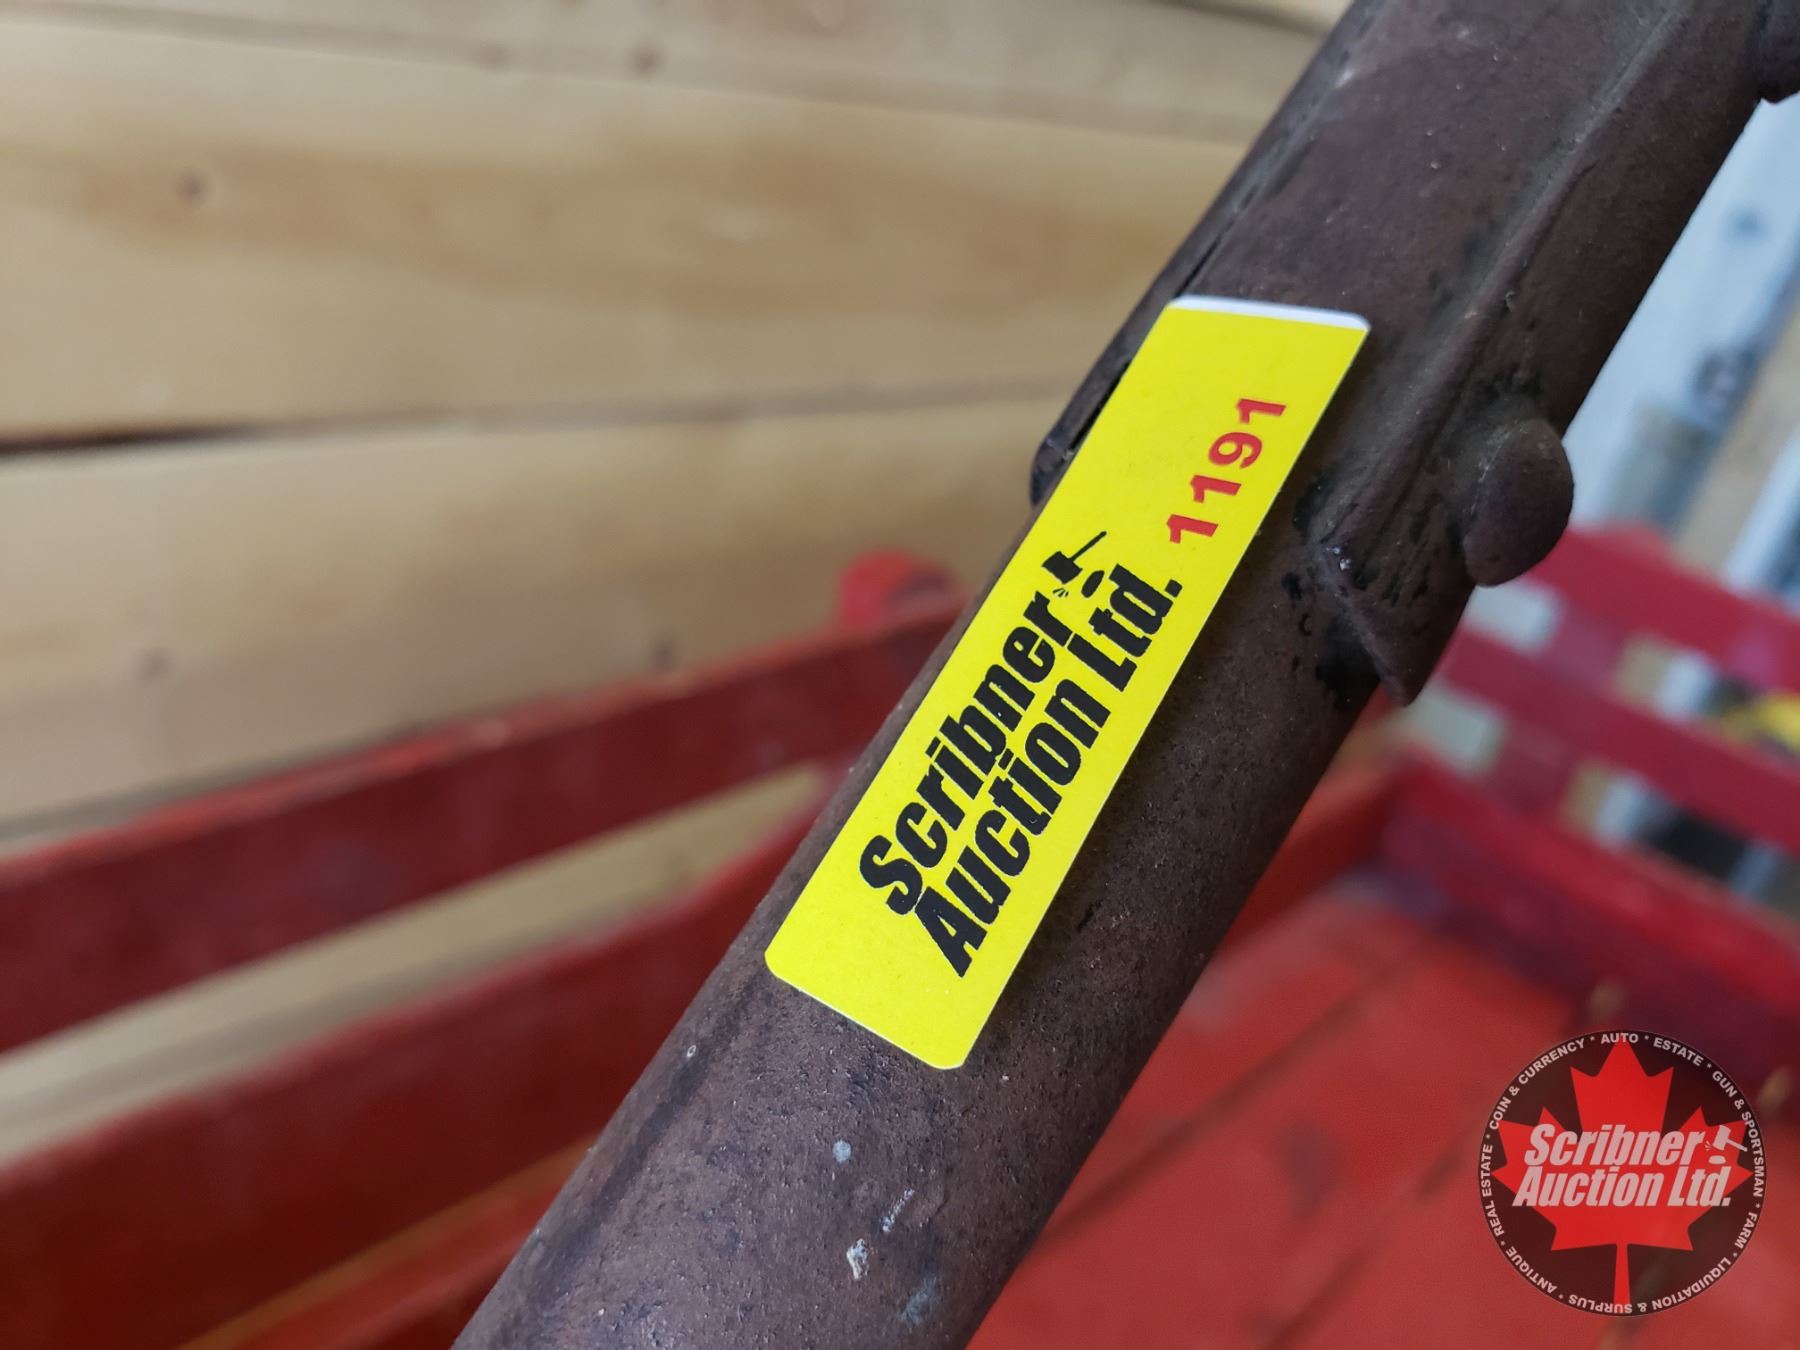 Scribner
Auction Ltd.
1191
COIN & CURRENCY * AUTO * ESTATE * GUN & SPORTSMAN * FARM * LIQUIDATION & SURPLUS * ANTIQUE * REAL ESTATE *
Scribner
Auction Ltd.